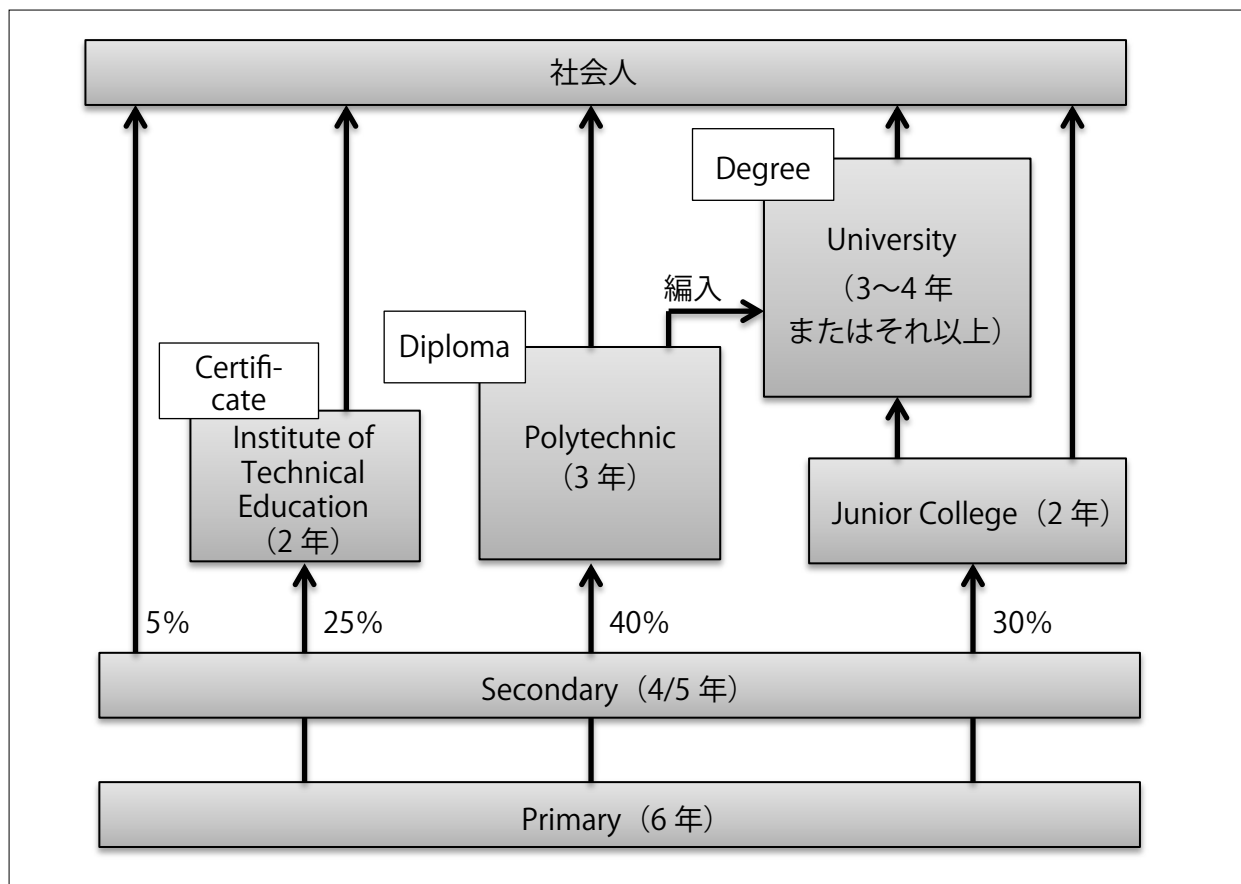 社会人
Degree
University
（3～4 年
またはそれ以上）
編入
Diploma
Polytechnic
（3 年）
Certifi-
cate
Institute of
Technical
Education
（2 年）
Junior College（2 年）
5%
25%
40%
30%
Secondary（4/5 年）
Primary（6 年）